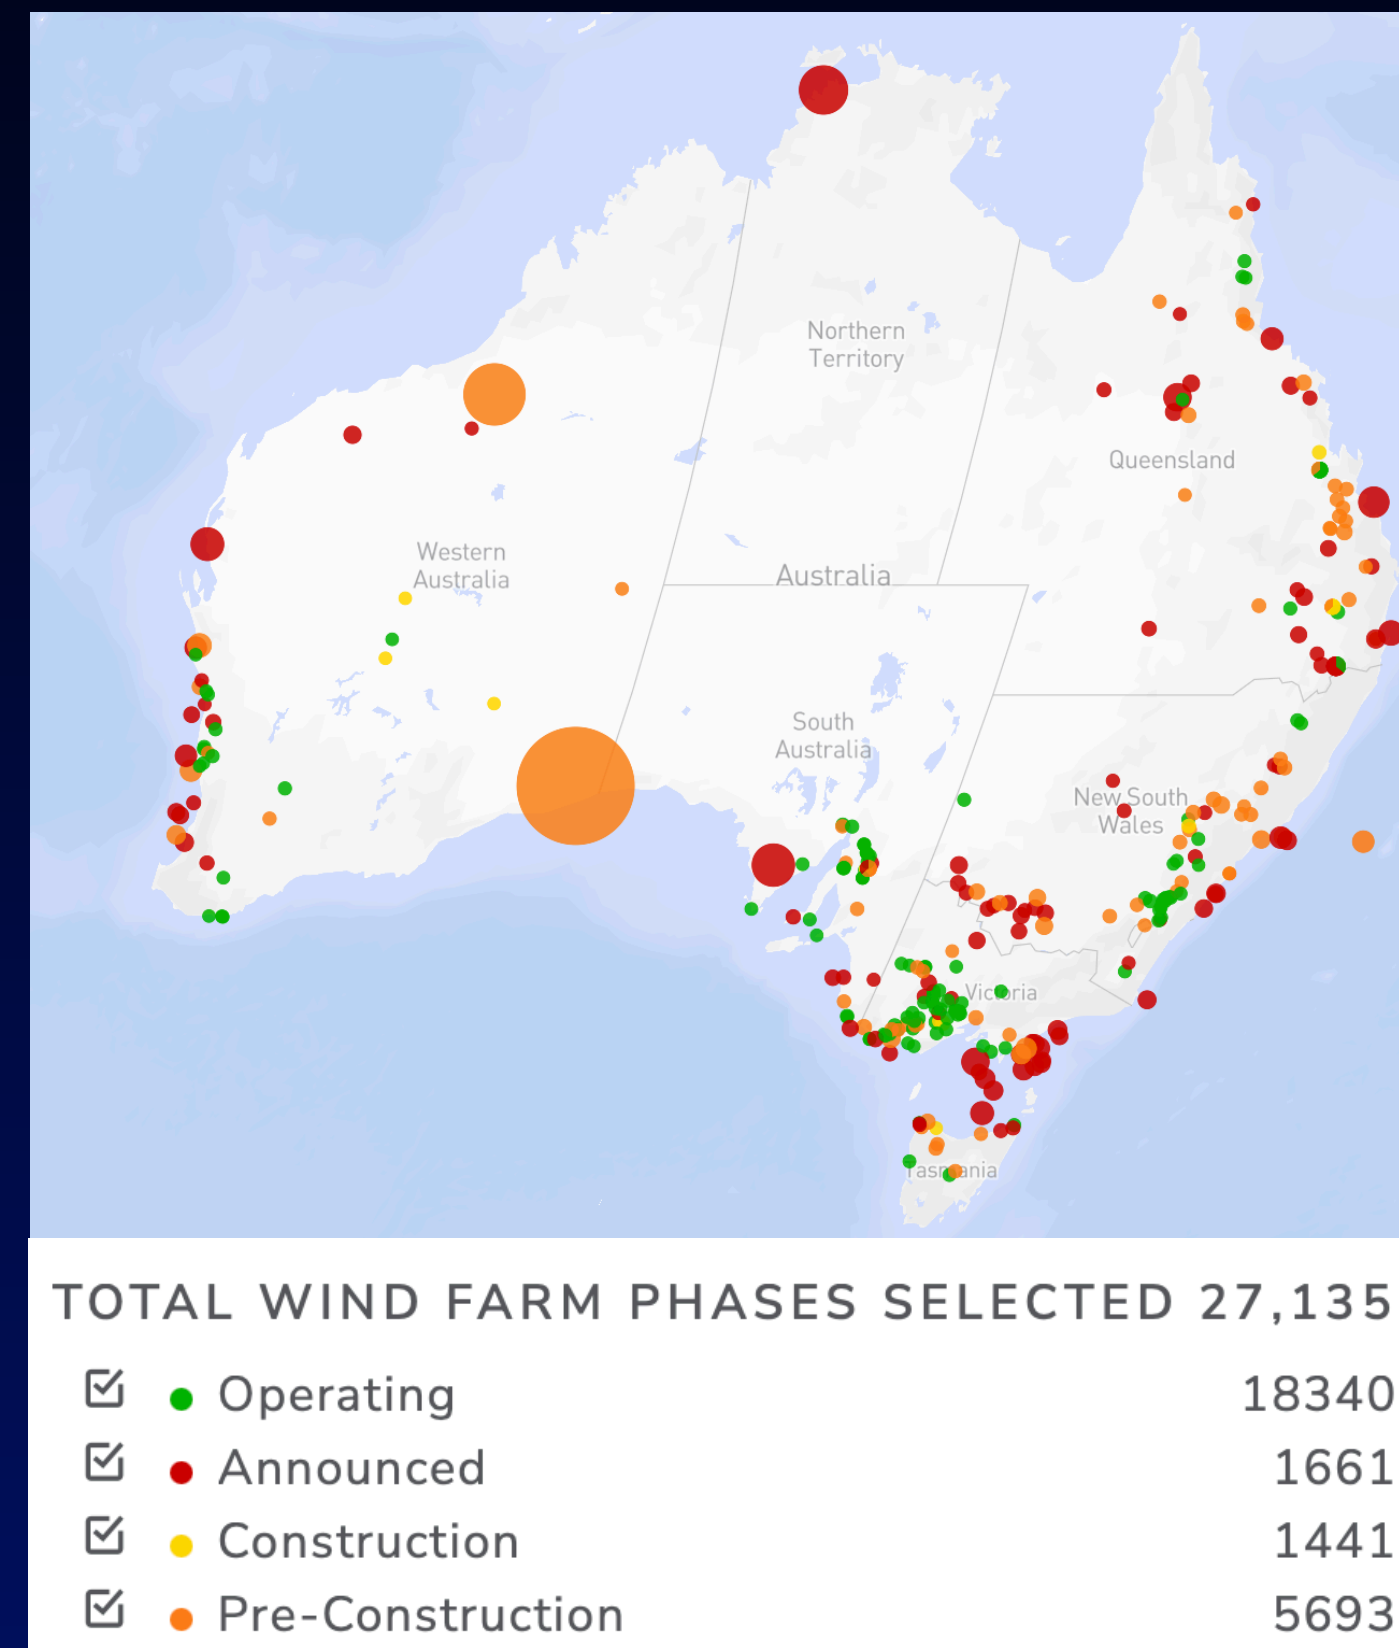 Northern
Territory
Queensland
Western
Australia
Australia
South
Australia
New South
Wales
Victoria
Tasmania
TOTAL WIND FARM PHASES SELECTED 27,135
Operating 18340
Announced 1661
Construction 1441
Pre-Construction 5693